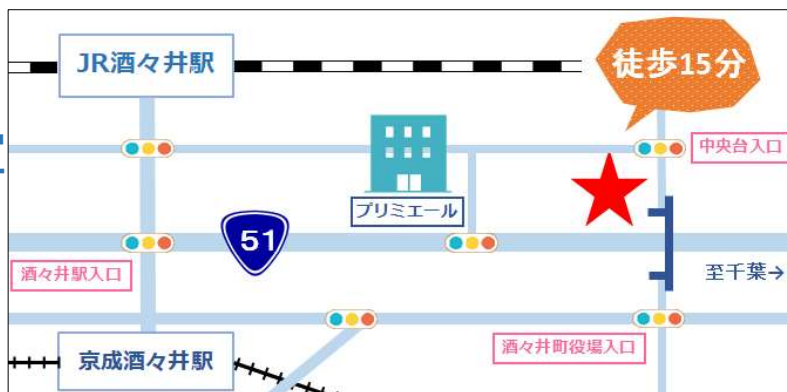 JR酒々井駅
徒歩15分
中央台入口
プリミエール
51
酒々井駅入口
至千葉→
酒々井町役場入口
京成酒々井駅